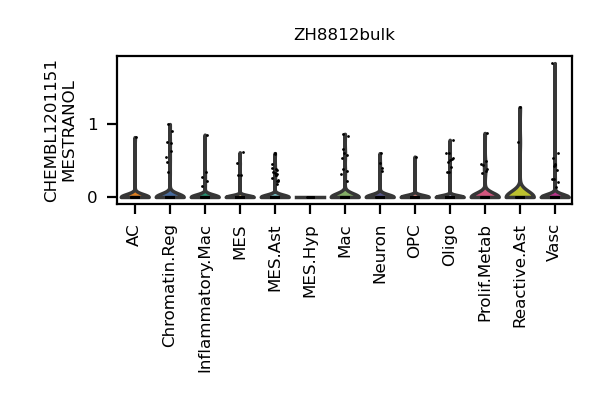 ZH8812bulk
CHEMBL1201151
MESTRANOL
1
0
AC
Chromatin.Reg
Inflammatory.Mac
MES
MES.Ast
MES.Hyp
Mac
Neuron
OPC
Oligo
Prolif.Metab
Reactive.Ast
Vasc